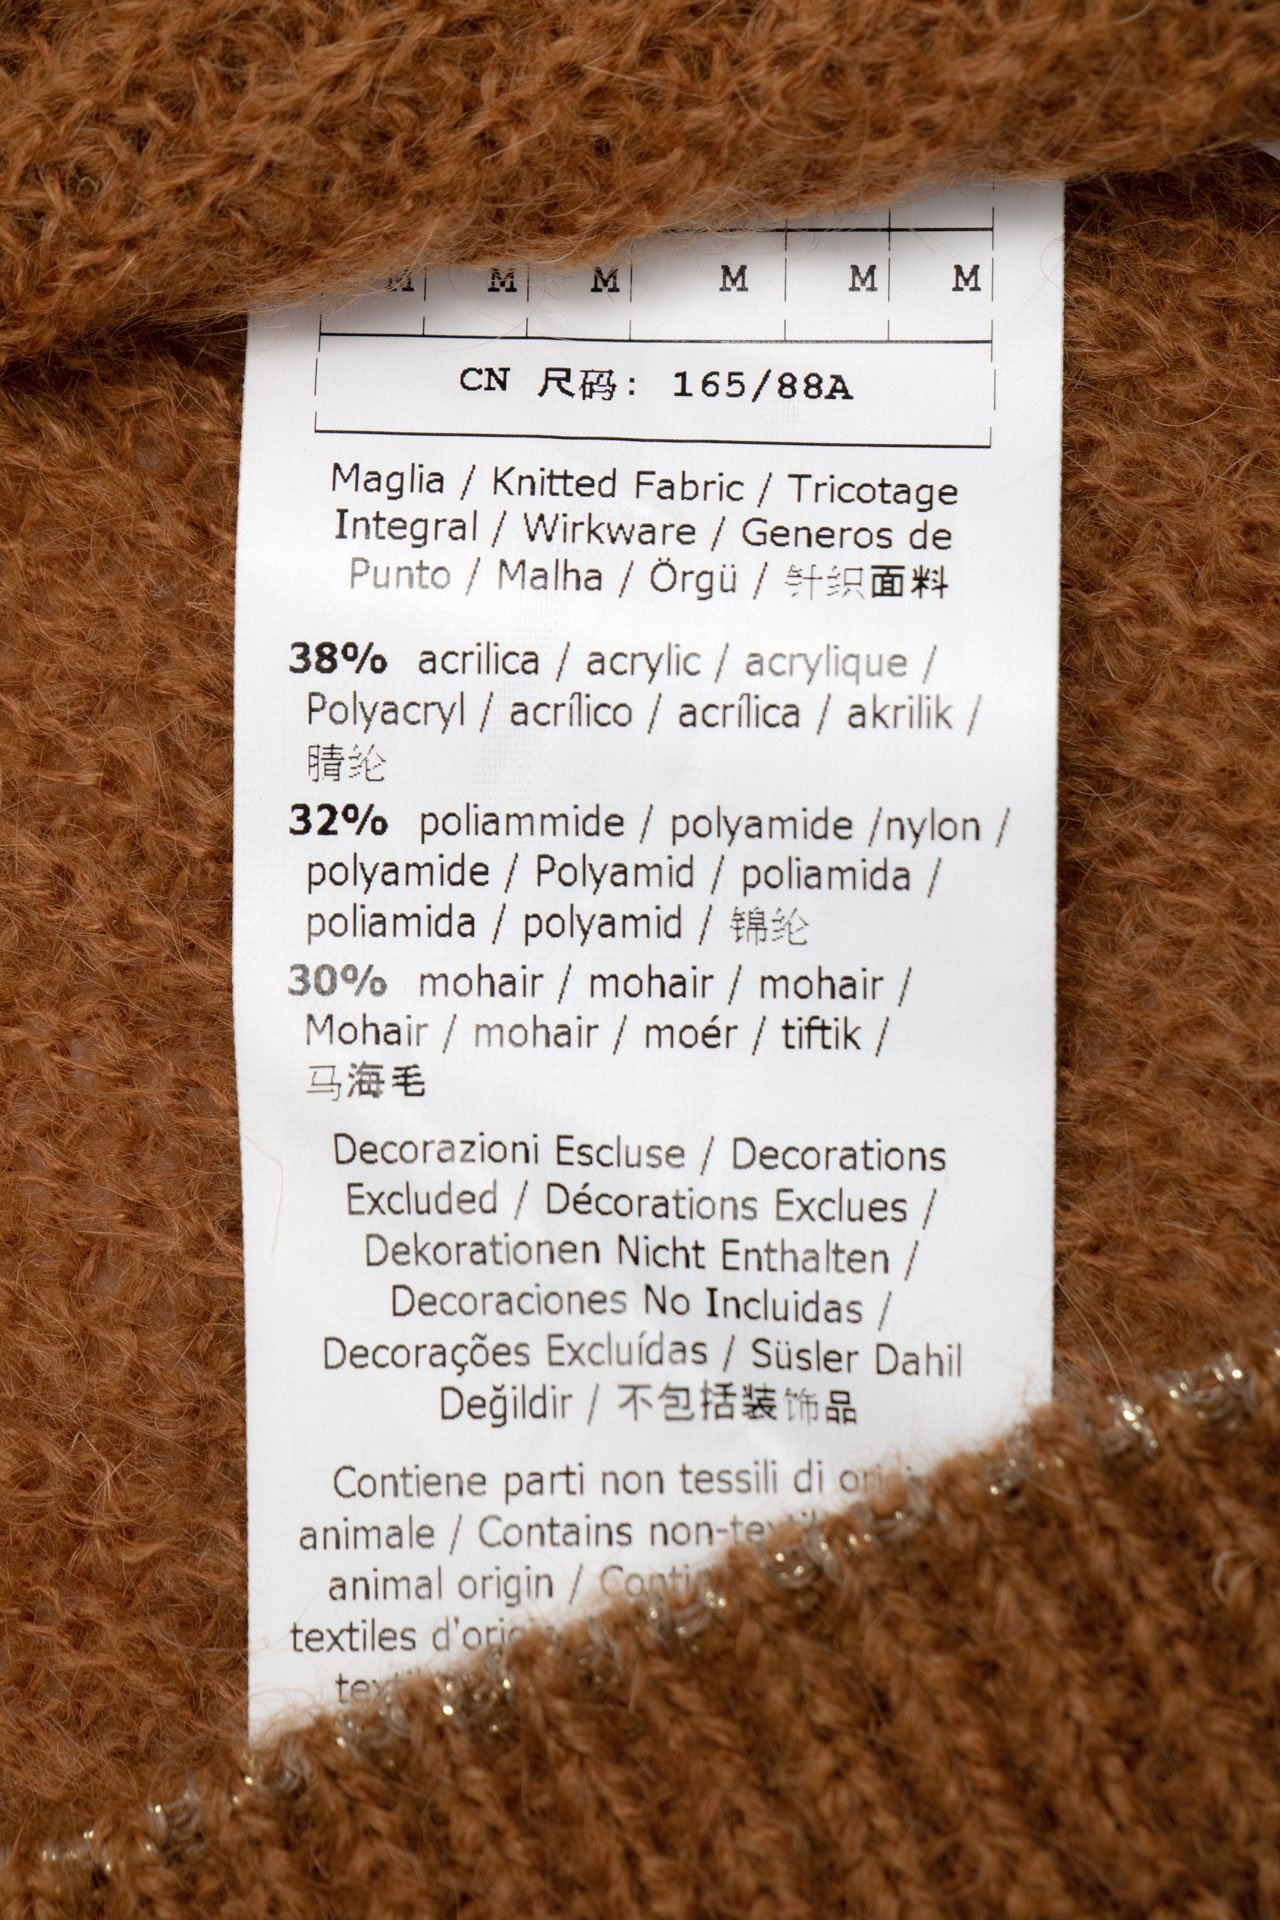 M M M M M M
CN 尺码: 165/88A
Maglia / Knitted Fabric / Tricotage
Integral / Wirkware / Generos de
Punto / Malha / Örgü / 针织面料
38% acrilica / acrylic / acrylique /
Polyacryl / acrílico / acrílica / akrilik /
腈纶
32% poliammide / polyamide /nylon /
polyamide / Polyamid / poliamida /
poliamida / polyamid / 锦纶
30% mohair / mohair / mohair /
Mohair / mohair / moér / tiftik /
马海毛
Decorazioni Escluse / Decorations
Excluded / Décorations Exclues /
Dekorationen Nicht Enthalten /
Decoraciones No Incluidas /
Decorações Excluídas / Süsler Dahil
Değildir / 不包括装饰品
Contiene parti non tessili di
animale / Contains
animal origin /
textiles